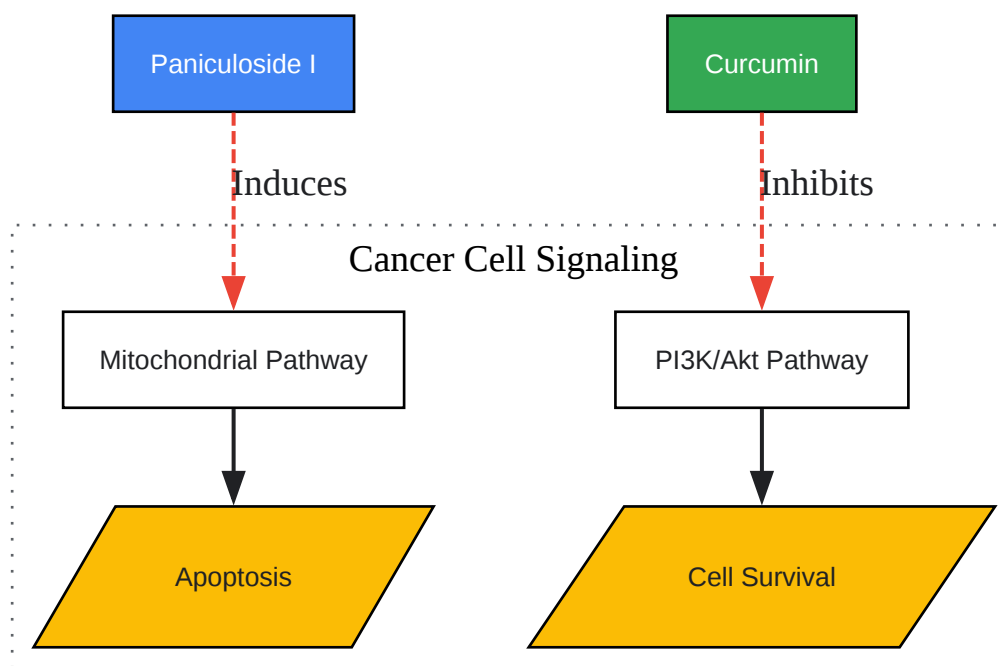 Paniculoside I
Curcumin
Induces
Inhibits
Cancer Cell Signaling
Mitochondrial Pathway
PI3K/Akt Pathway
Apoptosis
Cell Survival